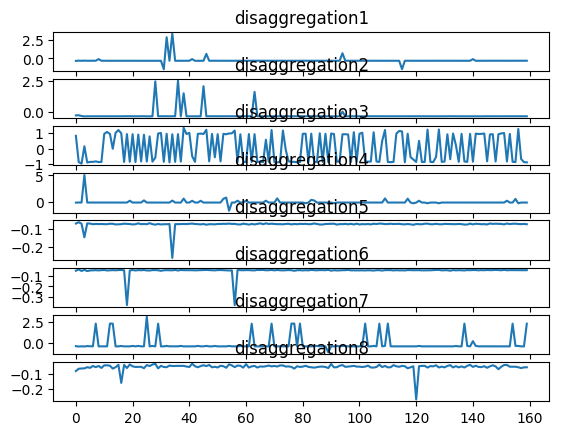 disaggregation1
2.5
0.0
disaggregation2
2.5
0.0
disaggregation3
1
0
−1
disaggregation4
5
0
disaggregation5
−0.1
−0.2
disaggregation6
−0.1
−0.2
−0.3
disaggregation7
2.5
0.0
disaggregation8
−0.1
−0.2
0 20 40 60 80 100 120 140 160